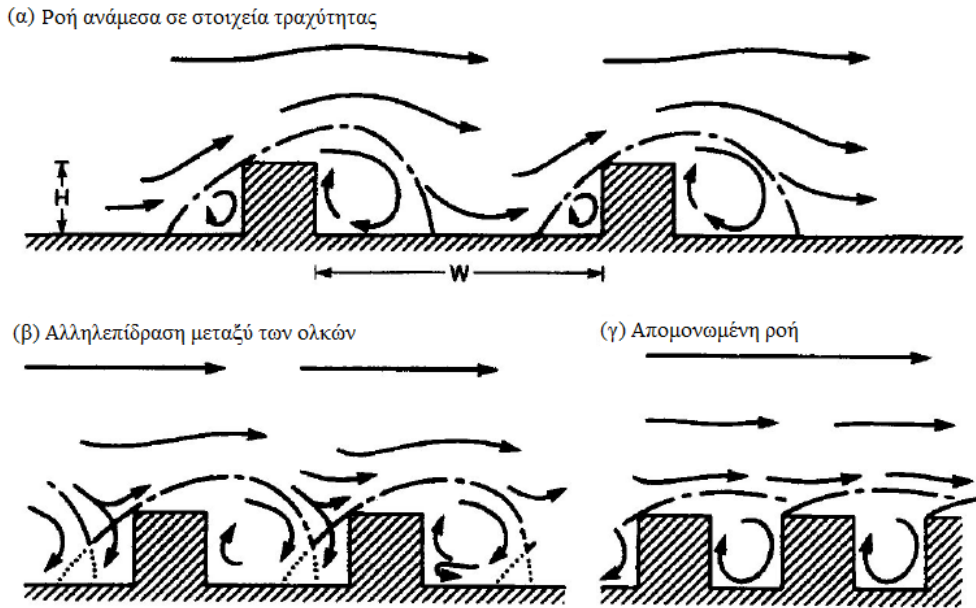 (α) Ροή ανάμεσα σε στοιχεία τραχύτητας
H
W
(β) Αλληλεπίδραση μεταξύ των ολκών
(γ) Απομονωμένη ροή